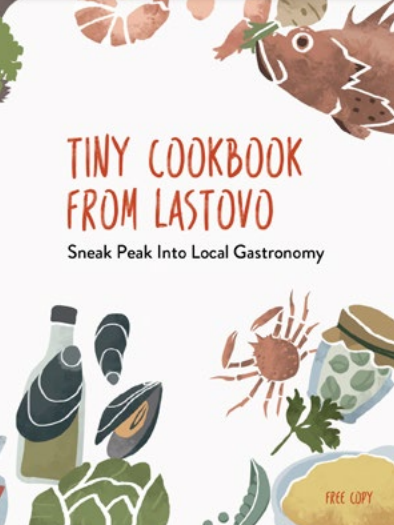 TINY COOKBOOK
FROM LASTOVO
Sneak Peak Into Local Gastronomy
FREE COPY